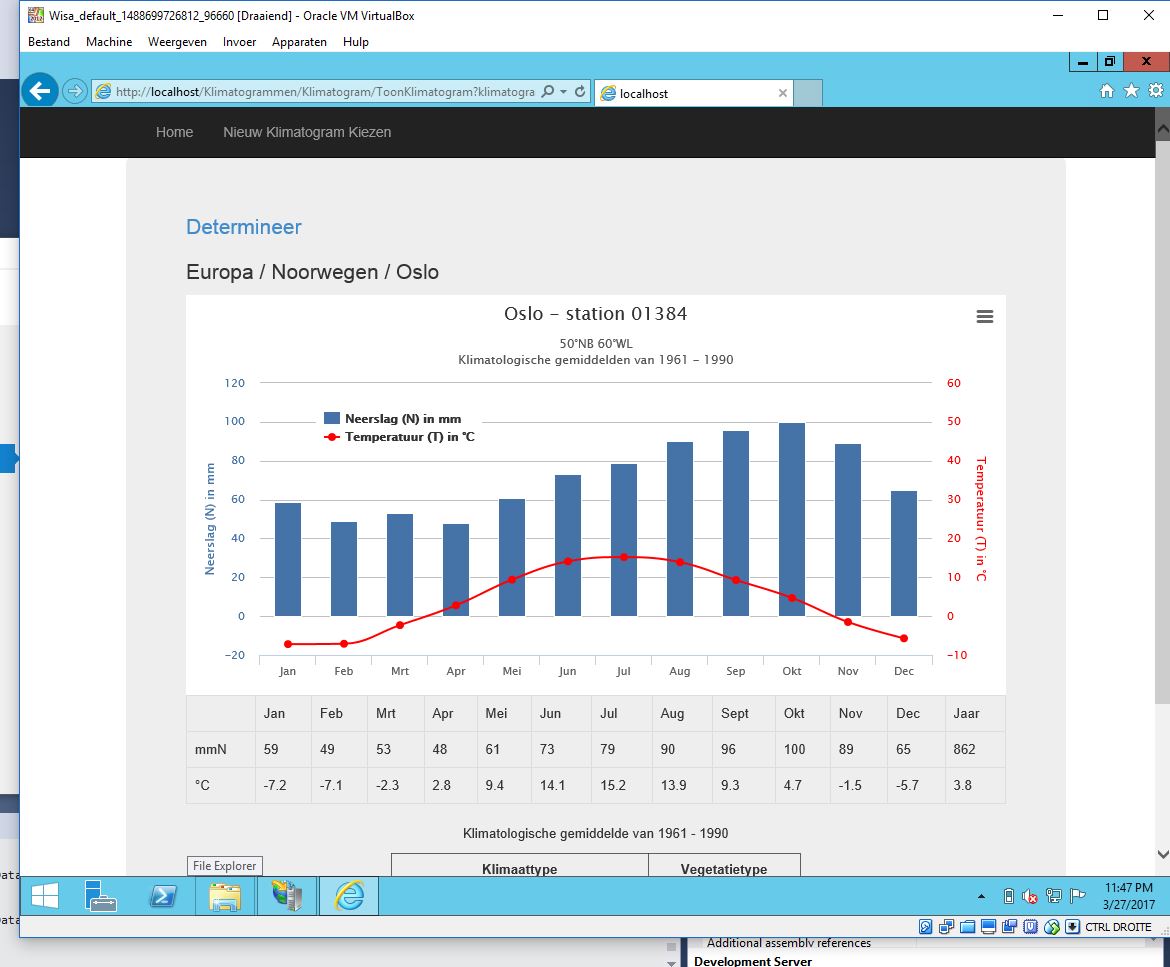 Wisa_default_1488699726812_96660 [Draaiend] - Oracle VM VirtualBox
Bestand Machine Weergeven Invoer Apparaten Hulp
http://localhost/Klimatogrammen/Klimatogram/ToonKlimatogram?klimatogra
localhost
Home Nieuw Klimatogram Kiezen
Determineer
Europa / Noorwegen / Oslo
Oslo - station 01384
50°NB 60°WL
Klimatologische gemiddelden van 1961 - 1990
120 60
100 50
80 40
60 30
40 20
20 10
0 0
-20 -10
Neerslag (N) in mm
Temperatuur (T) in °C
Neerslag (N) in mm
Temperatuur (T) in °C
Jan Feb Mrt Apr Mei Jun Jul Aug Sep Okt Nov Dec
Jan Feb Mrt Apr Mei Jun Jul Aug Sept Okt Nov Dec Jaar
mmN 59 49 53 48 61 73 79 90 96 100 89 65 862
°C -7.2 -7.1 -2.3 2.8 9.4 14.1 15.2 13.9 9.3 4.7 -1.5 -5.7 3.8
Klimatologische gemiddelde van 1961 - 1990
Klimaattype Vegetatietype
File Explorer
11:47 PM
3/27/2017
CTRL DROITE
Additional assembly references
Development Server